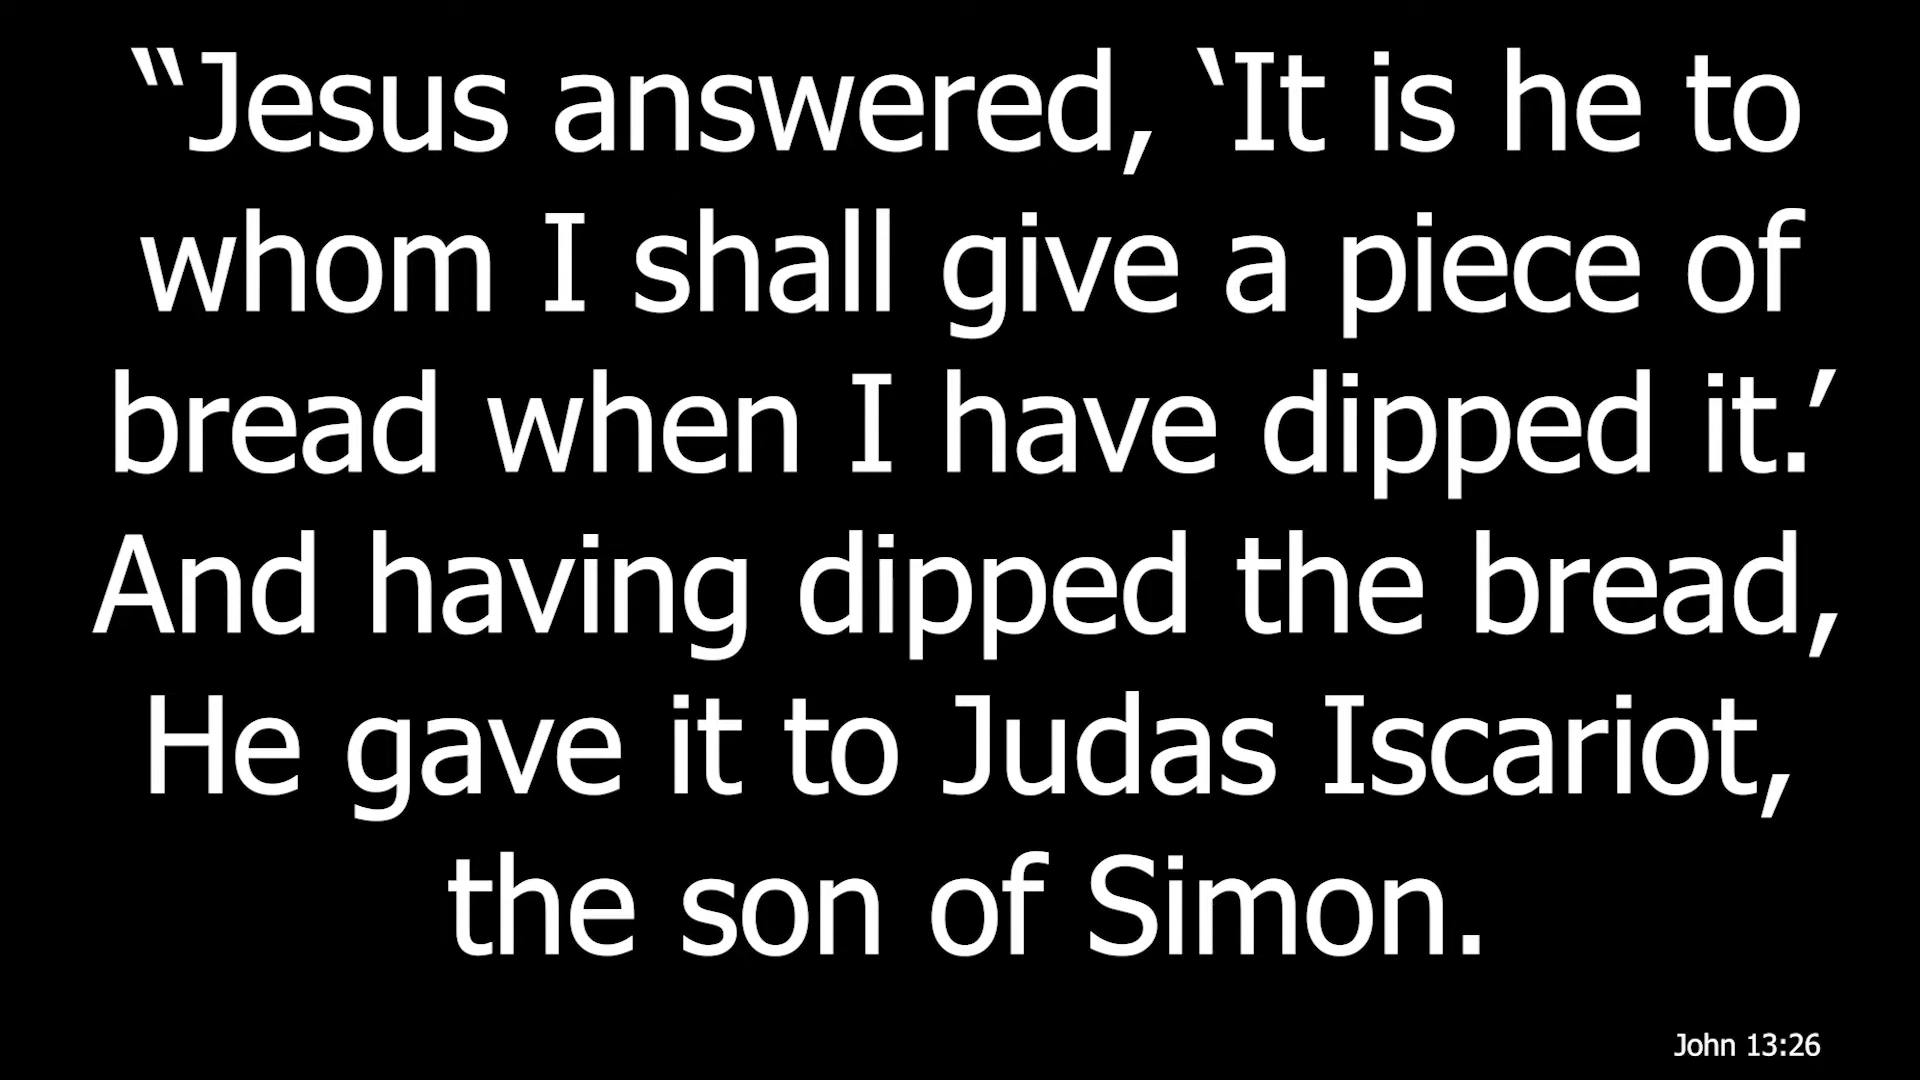 “Jesus answered, ‘It is he to
whom I shall give a piece of
bread when I have dipped it.’
And having dipped the bread,
He gave it to Judas Iscariot,
the son of Simon.
John 13:26